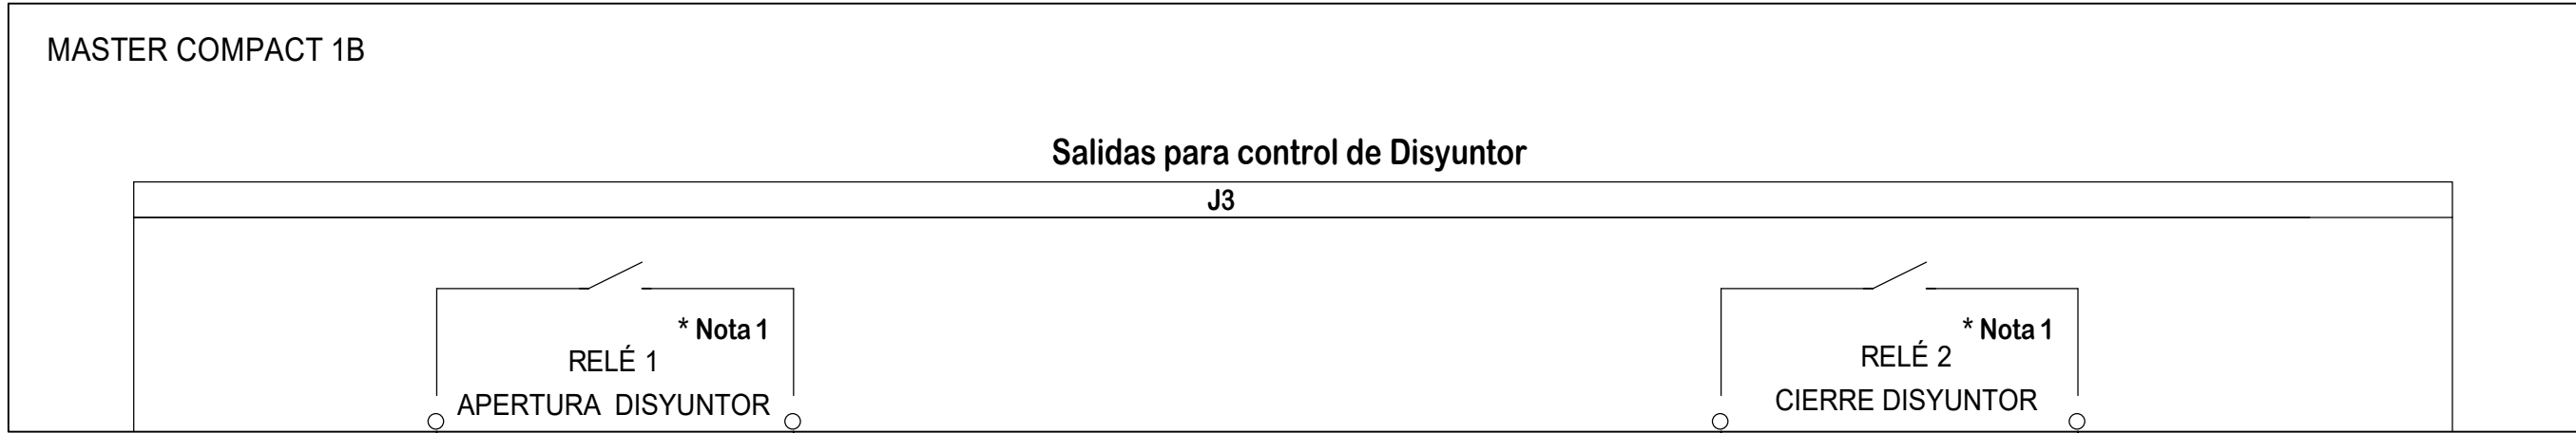 MASTER COMPACT 1B
Salidas para control de Disyuntor
J3
* Nota 1
RELÉ 1
APERTURA DISYUNTOR
* Nota 1
RELÉ 2
CIERRE DISYUNTOR